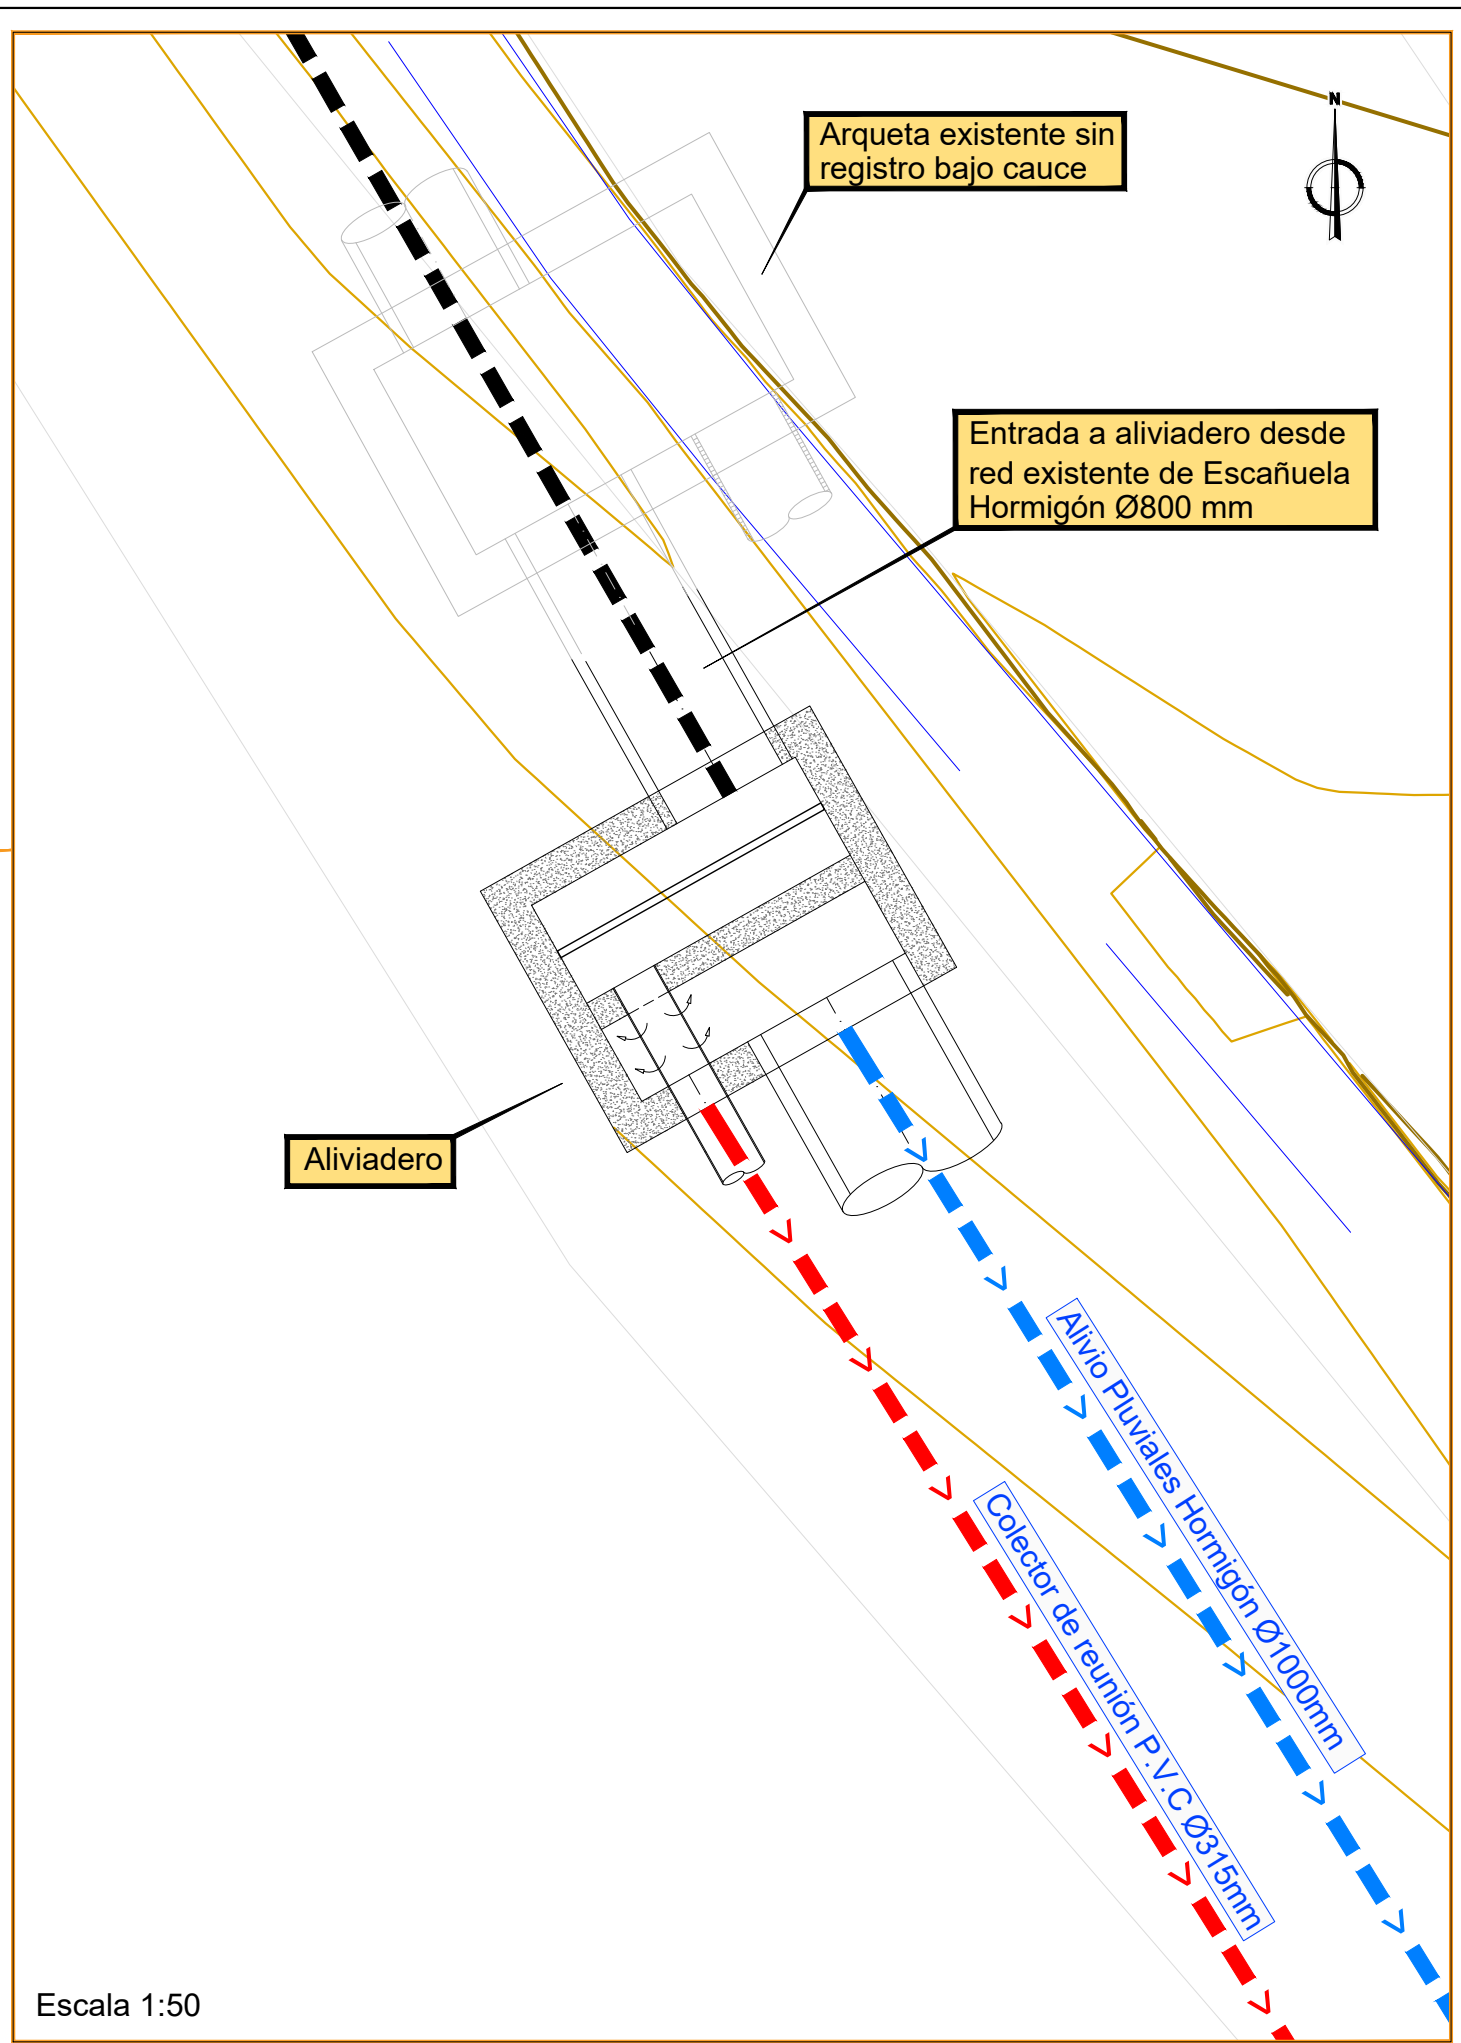 N
Arqueta existente sin
registro bajo cauce
Entrada a aliviadero desde
red existente de Escañuela
Hormigón Ø800 mm
Aliviadero
Alivio Pluviales Hormigón Ø1000mm
Colector de reunión P.V.C Ø315mm
Escala 1:50